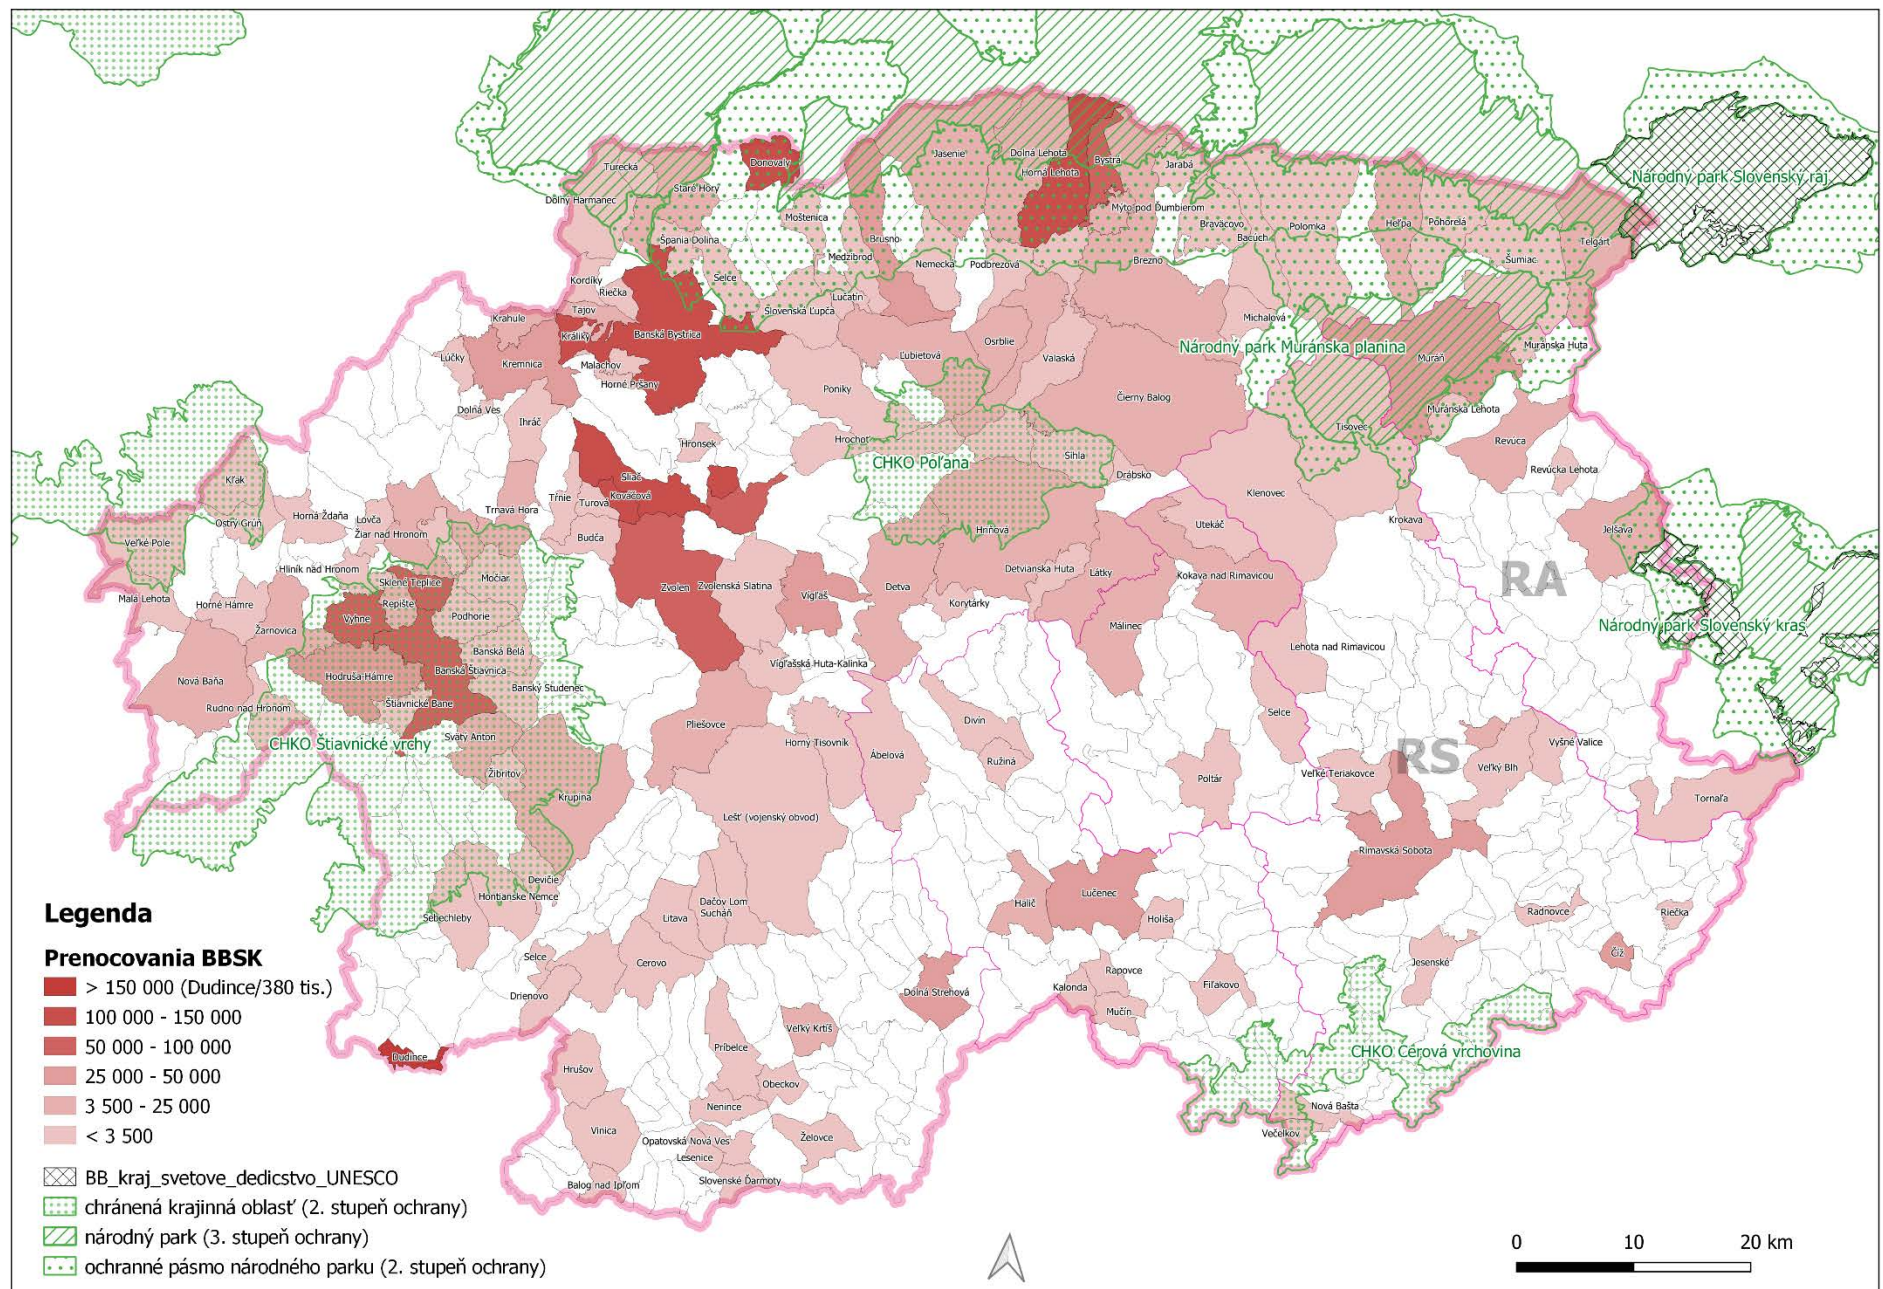 Národný park Slovenský raj
Turecká
Donovaly
Jasenie
Dolná Lehota
Bystrá
Jarabá
Horná Lehota
Staré Hory
Dolný Harmanec
Moštenica
Mýto pod Ďumbierom
Braväcovo
Bacúch
Polomka
Heľpa
Pohorelá
Telgárt
Špania Dolina
Brusno
Medzibrod
Nemecká
Podbrezová
Brezno
Šumiac
Kordíky
Riečka
Selce
Lučatín
Slovenská Ľupča
Tajov
Krahule
Králiky
Banská Bystrica
Michalová
Národný park Muránska planina
Muránska Huta
Muráň
Lúčky
Kremnica
Malachov
Horné Pršany
Ľubietová
Osrblie
Valaská
Poniky
Čierny Balog
Dolná Ves
Ihráč
Muránska Lehota
Tisovec
Revúca
Hronsek
Hrochoť
CHKO Poľana
Sihla
Drábsko
Revúcka Lehota
Kľak
Sliač
Kováčová
Tŕnie
Turová
Trnavá Hora
Klenovec
Krokava
Ostrý Grúň
Horná Ždaňa
Lovča
Žiar nad Hronom
Utekáč
Hriňová
Jelšava
Veľké Pole
Budča
Hliník nad Hronom
Sklené Teplice
Močiar
Detvianska Huta
Látky
Kokava nad Rimavicou
RA
Malá Lehota
Horné Hámre
Repište
Vyhne
Podhorie
Zvolen
Zvolenská Slatina
Vígľaš
Detva
Korytárky
Žarnovica
Málinec
Národný park Slovenský kras
Banská Belá
Lehota nad Rimavicou
Nová Baňa
Hodruša-Hámre
Banská Štiavnica
Banský Studenec
Vígľašská Huta-Kalinka
Rudno nad Hronom
Štiavnické Bane
Selce
Pliešovce
Divín
CHKO Štiavnické vrchy
Svätý Anton
Horný Tisovník
Ábelová
Ružiná
Vyšné Valice
RS
Žibritov
Poltár
Veľké Teriakovce
Veľký Blh
Krupina
Tornaľa
Lešť (vojenský obvod)
Rimavská Sobota
Devičie
Hontianske Nemce
Sebechleby
Litava
Dačov Lom
Sucháň
Halič
Lučenec
Holiša
Radnovce
Riečka
Selce
Cerovo
Číž
Jesenské
Drienovo
Dolná Strehová
Kalonda
Rapovce
Mučín
Fiľakovo
Dudince
Veľký Krtíš
Príbelce
CHKO Cerová vrchovina
Hrušov
Obeckov
Nenince
Nová Bašta
Večelkov
Vinica
Opatovská Nová Ves
Želovce
Lesenice
Balog nad Ipľom
Slovenské Ďarmoty
Legenda
Prenocovania BBSK
> 150 000 (Dudince/380 tis.)
100 000 - 150 000
50 000 - 100 000
25 000 - 50 000
3 500 - 25 000
< 3 500
BB_kraj_svetove_dedicstvo_UNESCO
chránená krajinná oblasť (2. stupeň ochrany)
národný park (3. stupeň ochrany)
ochranné pásmo národného parku (2. stupeň ochrany)
0 10 20 km